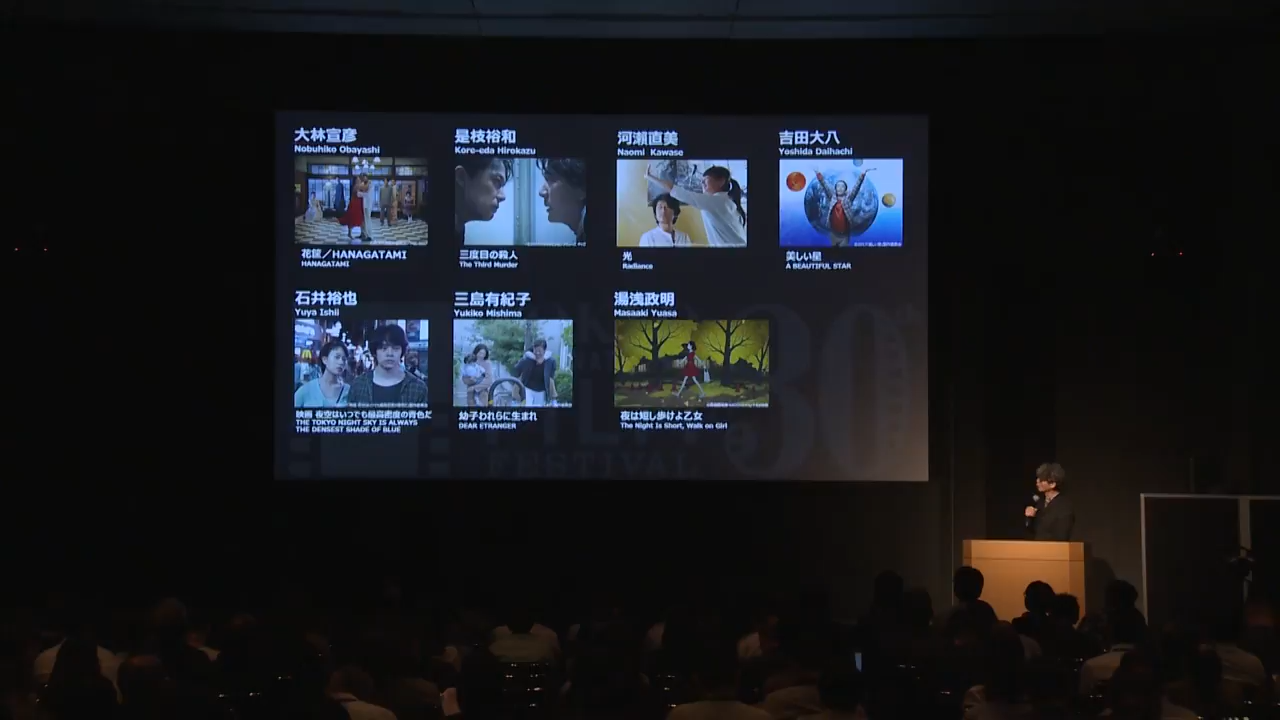 大林宣彦
Nobuhiko Obayashi
花筐／HANAGATAMI
HANAGATAMI
是枝裕和
Kore-eda Hirokazu
三度目の殺人
The Third Murder
河瀨直美
Naomi Kawase
光
Radiance
吉田大八
Yoshida Daihachi
美しい星
A BEAUTIFUL STAR
石井裕也
Yuya Ishii
映画 夜空はいつでも最高密度の青色だ
THE TOKYO NIGHT SKY IS ALWAYS
THE DENSEST SHADE OF BLUE
三島有紀子
Yukiko Mishima
幼子われらに生まれ
DEAR ETRANGER
湯浅政明
Masaaki Yuasa
夜は短し歩けよ乙女
The Night Is Short, Walk on Girl
FILM
FESTIVAL
30